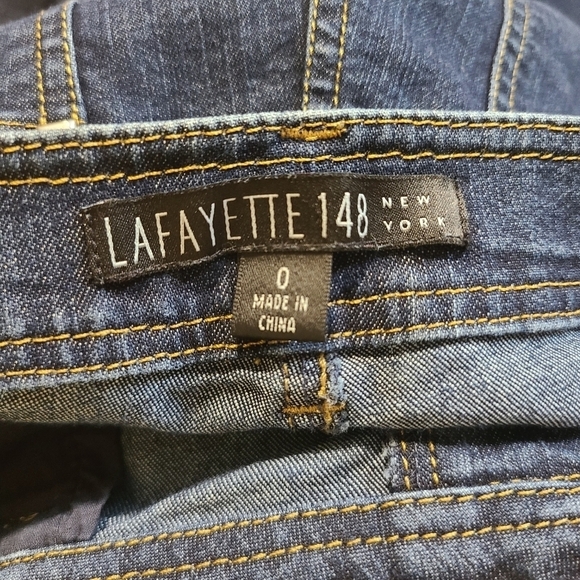 LAFAYETTE 148 NEW YORK
0
MADE IN
CHINA